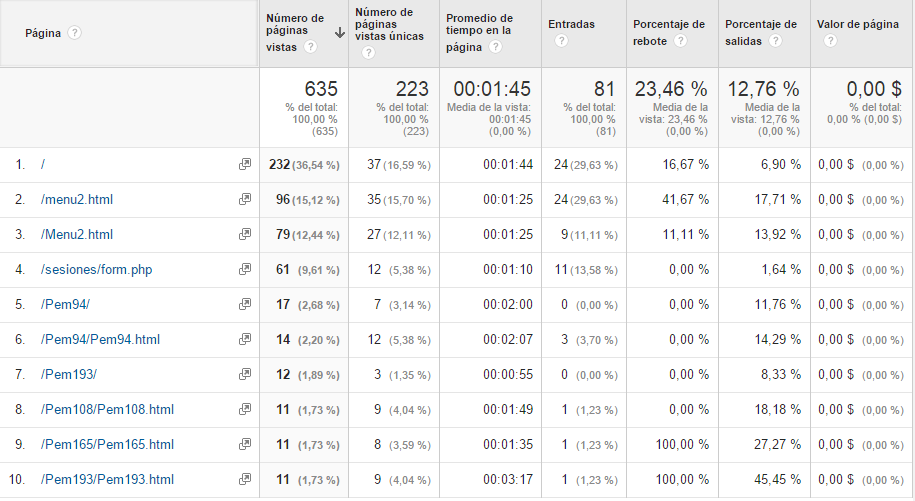 Página ?
Número de páginas vistas ?
Número de páginas vistas únicas ?
Promedio de tiempo en la página ?
Entradas ?
Porcentaje de rebote ?
Porcentaje de salidas ?
Valor de página ?
635 223 00:01:45 81 23,46 % 12,76 % 0,00 $
% del total: 100,00 % (635)
% del total: 100,00 % (223)
Media de la vista: 00:01:45 (0,00 %)
% del total: 100,00 % (81)
Media de la vista: 23,46 % (0,00 %)
Media de la vista: 12,76 % (0,00 %)
% del total: 0,00 % (0,00 $)
1. / 232 (36,54 %) 37 (16,59 %) 00:01:44 24 (29,63 %) 16,67 % 6,90 % 0,00 $ (0,00 %)
2. /menu2.html 96 (15,12 %) 35 (15,70 %) 00:01:25 24 (29,63 %) 41,67 % 17,71 % 0,00 $ (0,00 %)
3. /Menu2.html 79 (12,44 %) 27 (12,11 %) 00:01:25 9 (11,11 %) 11,11 % 13,92 % 0,00 $ (0,00 %)
4. /sesiones/form.php 61 (9,61 %) 12 (5,38 %) 00:01:10 11 (13,58 %) 0,00 % 1,64 % 0,00 $ (0,00 %)
5. /Pem94/ 17 (2,68 %) 7 (3,14 %) 00:02:00 0 (0,00 %) 0,00 % 11,76 % 0,00 $ (0,00 %)
6. /Pem94/Pem94.html 14 (2,20 %) 12 (5,38 %) 00:02:07 3 (3,70 %) 0,00 % 14,29 % 0,00 $ (0,00 %)
7. /Pem193/ 12 (1,89 %) 3 (1,35 %) 00:00:55 0 (0,00 %) 0,00 % 8,33 % 0,00 $ (0,00 %)
8. /Pem108/Pem108.html 11 (1,73 %) 9 (4,04 %) 00:01:49 1 (1,23 %) 0,00 % 18,18 % 0,00 $ (0,00 %)
9. /Pem165/Pem165.html 11 (1,73 %) 8 (3,59 %) 00:01:35 1 (1,23 %) 100,00 % 27,27 % 0,00 $ (0,00 %)
10. /Pem193/Pem193.html 11 (1,73 %) 9 (4,04 %) 00:03:17 1 (1,23 %) 100,00 % 45,45 % 0,00 $ (0,00 %)